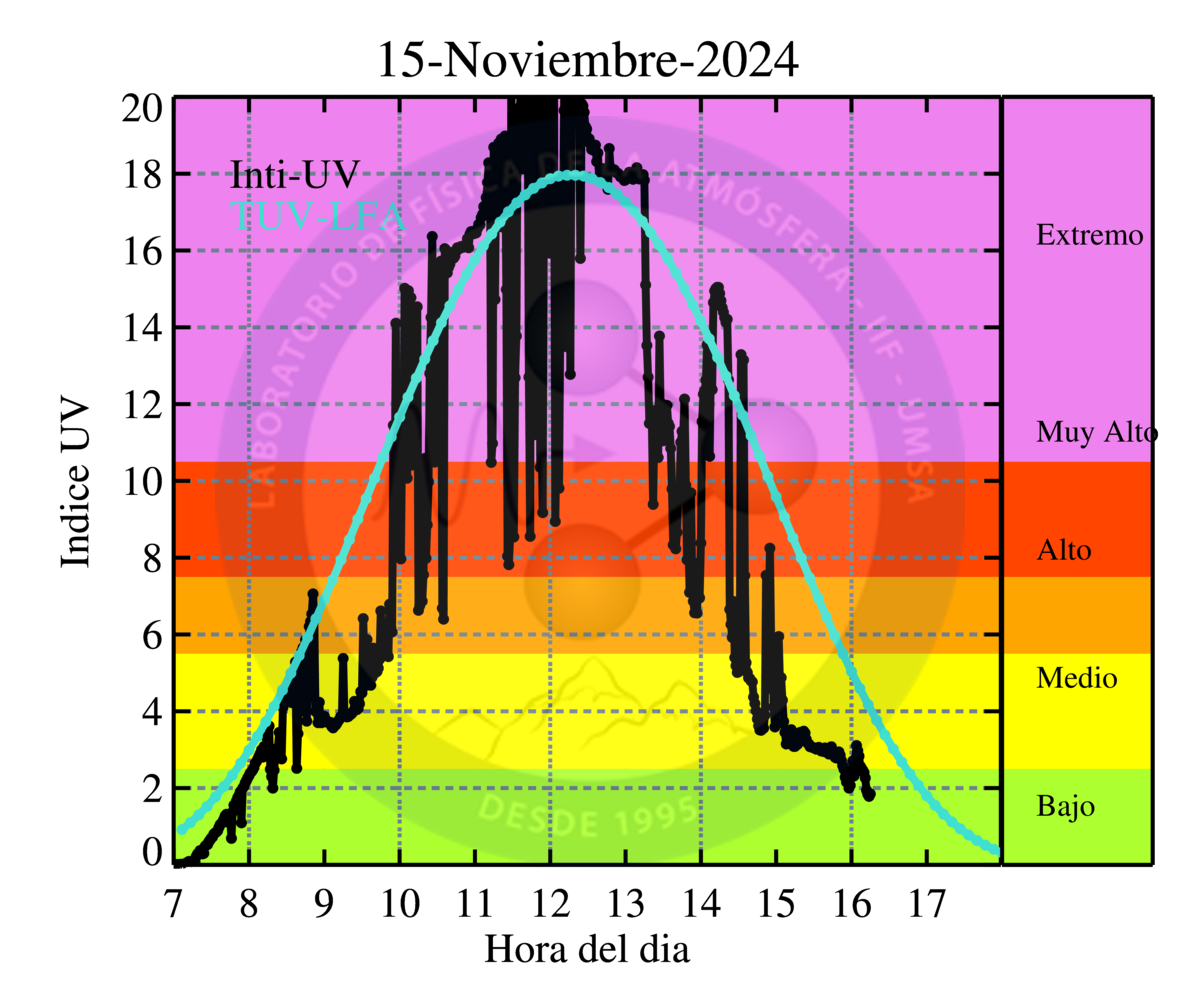 15-Noviembre-2024
20
18
16
14
12
10
8
6
4
2
0
Indice UV
Inti-UV
TUV-LFA
LABORATORIO DE FÍSICA DE LA ATMÓSFERA - IIF - UMSA
DESDE 1995
Extremo
Muy Alto
Alto
Medio
Bajo
7 8 9 10 11 12 13 14 15 16 17
Hora del dia